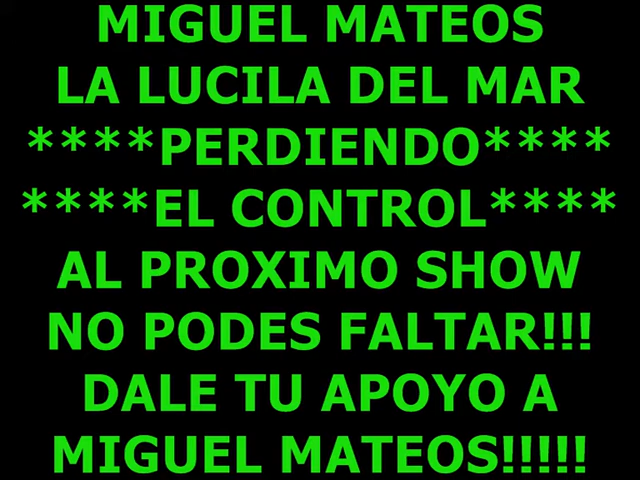 MIGUEL MATEOS
LA LUCILA DEL MAR
****PERDIENDO****
****EL CONTROL****
AL PROXIMO SHOW
NO PODES FALTAR!!!
DALE TU APOYO A
MIGUEL MATEOS!!!!!